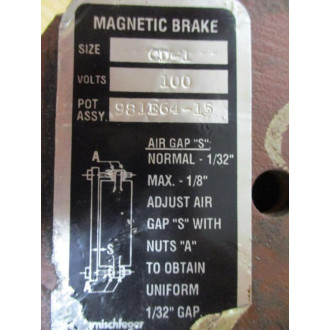 MAGNETIC BRAKE
SIZE CD-1
VOLTS 100
POT ASSY. 981E64-15
AIR GAP "S"
NORMAL - 1/32"
MAX. - 1/8"
ADJUST AIR
GAP "S" WITH
NUTS "A"
TO OBTAIN
UNIFORM
1/32" GAP.
A
S
A
rnischfeger